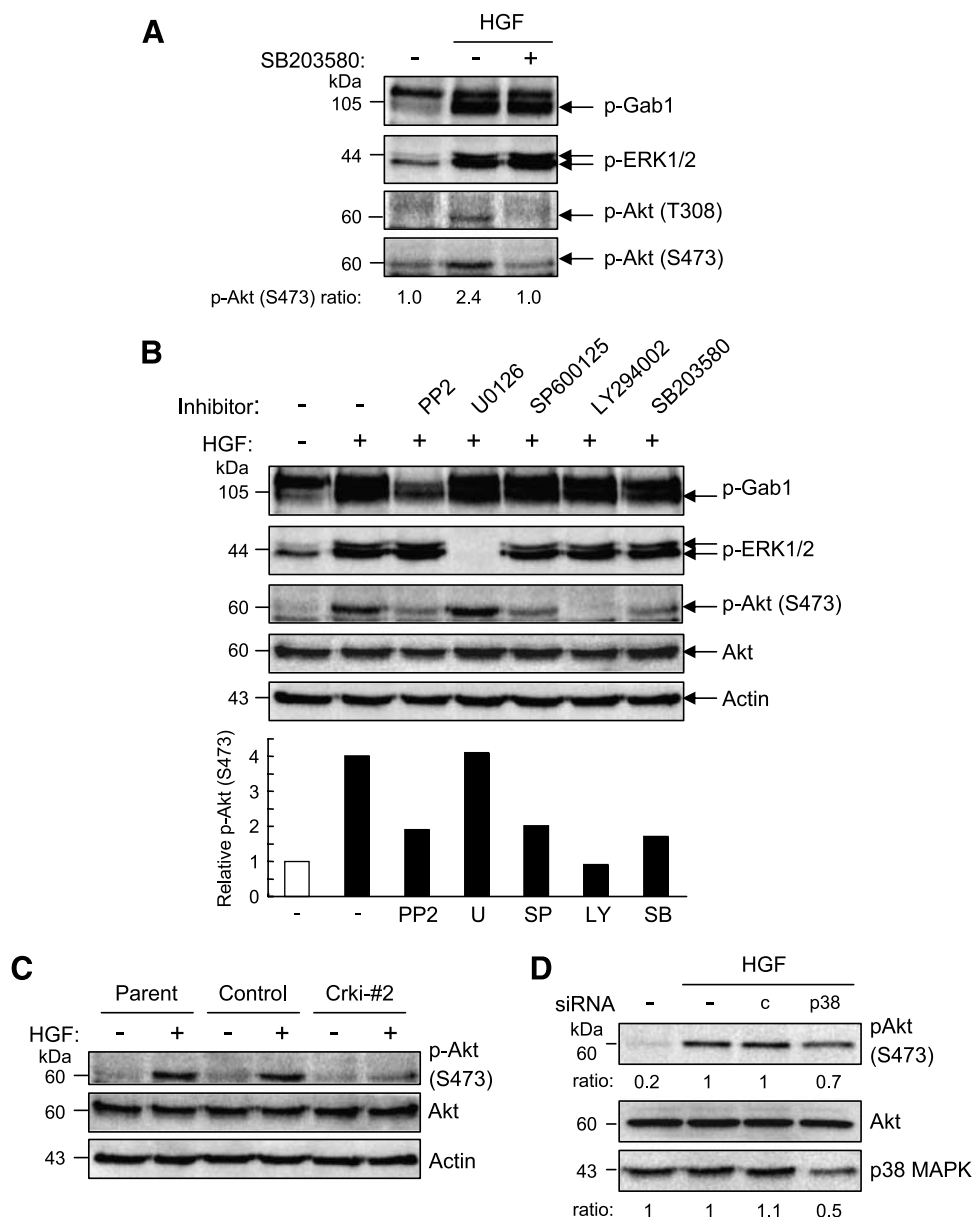 A
HGF
SB203580: - - +
kDa
105 p-Gab1
44 p-ERK1/2
60 p-Akt (T308)
60 p-Akt (S473)
p-Akt (S473) ratio: 1.0 2.4 1.0
B
Inhibitor: - - PP2 U0126 SP600125 LY294002 SB203580
HGF: - + + + + + +
kDa
105 p-Gab1
44 p-ERK1/2
60 p-Akt (S473)
60 Akt
43 Actin
Relative p-Akt (S473)
4
3
2
1
0
- - PP2 U SP LY SB
C
Parent Control Crki-#2
HGF: - + - + - +
kDa
60 p-Akt (S473)
60 Akt
43 Actin
D
HGF
siRNA - - c p38
kDa
60 pAkt (S473)
ratio: 0.2 1 1 0.7
60 Akt
43 p38 MAPK
ratio: 1 1 1.1 0.5